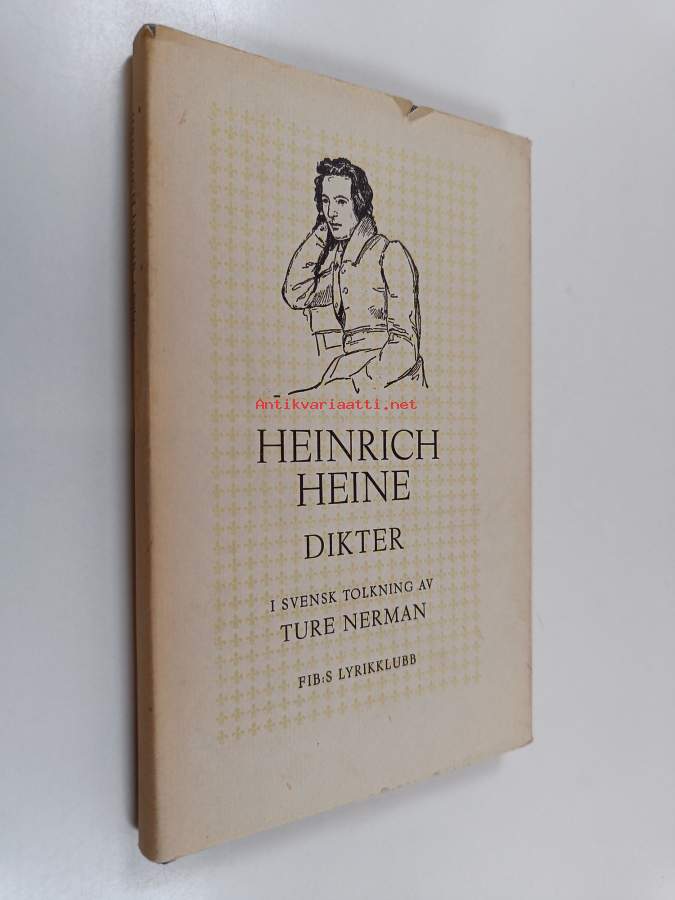 Antikvariaatti.net
HEINRICH
HEINE
DIKTER
I SVENSK TOLKNING AV
TURE NERMAN
FIB:S LYRIKKLUBB